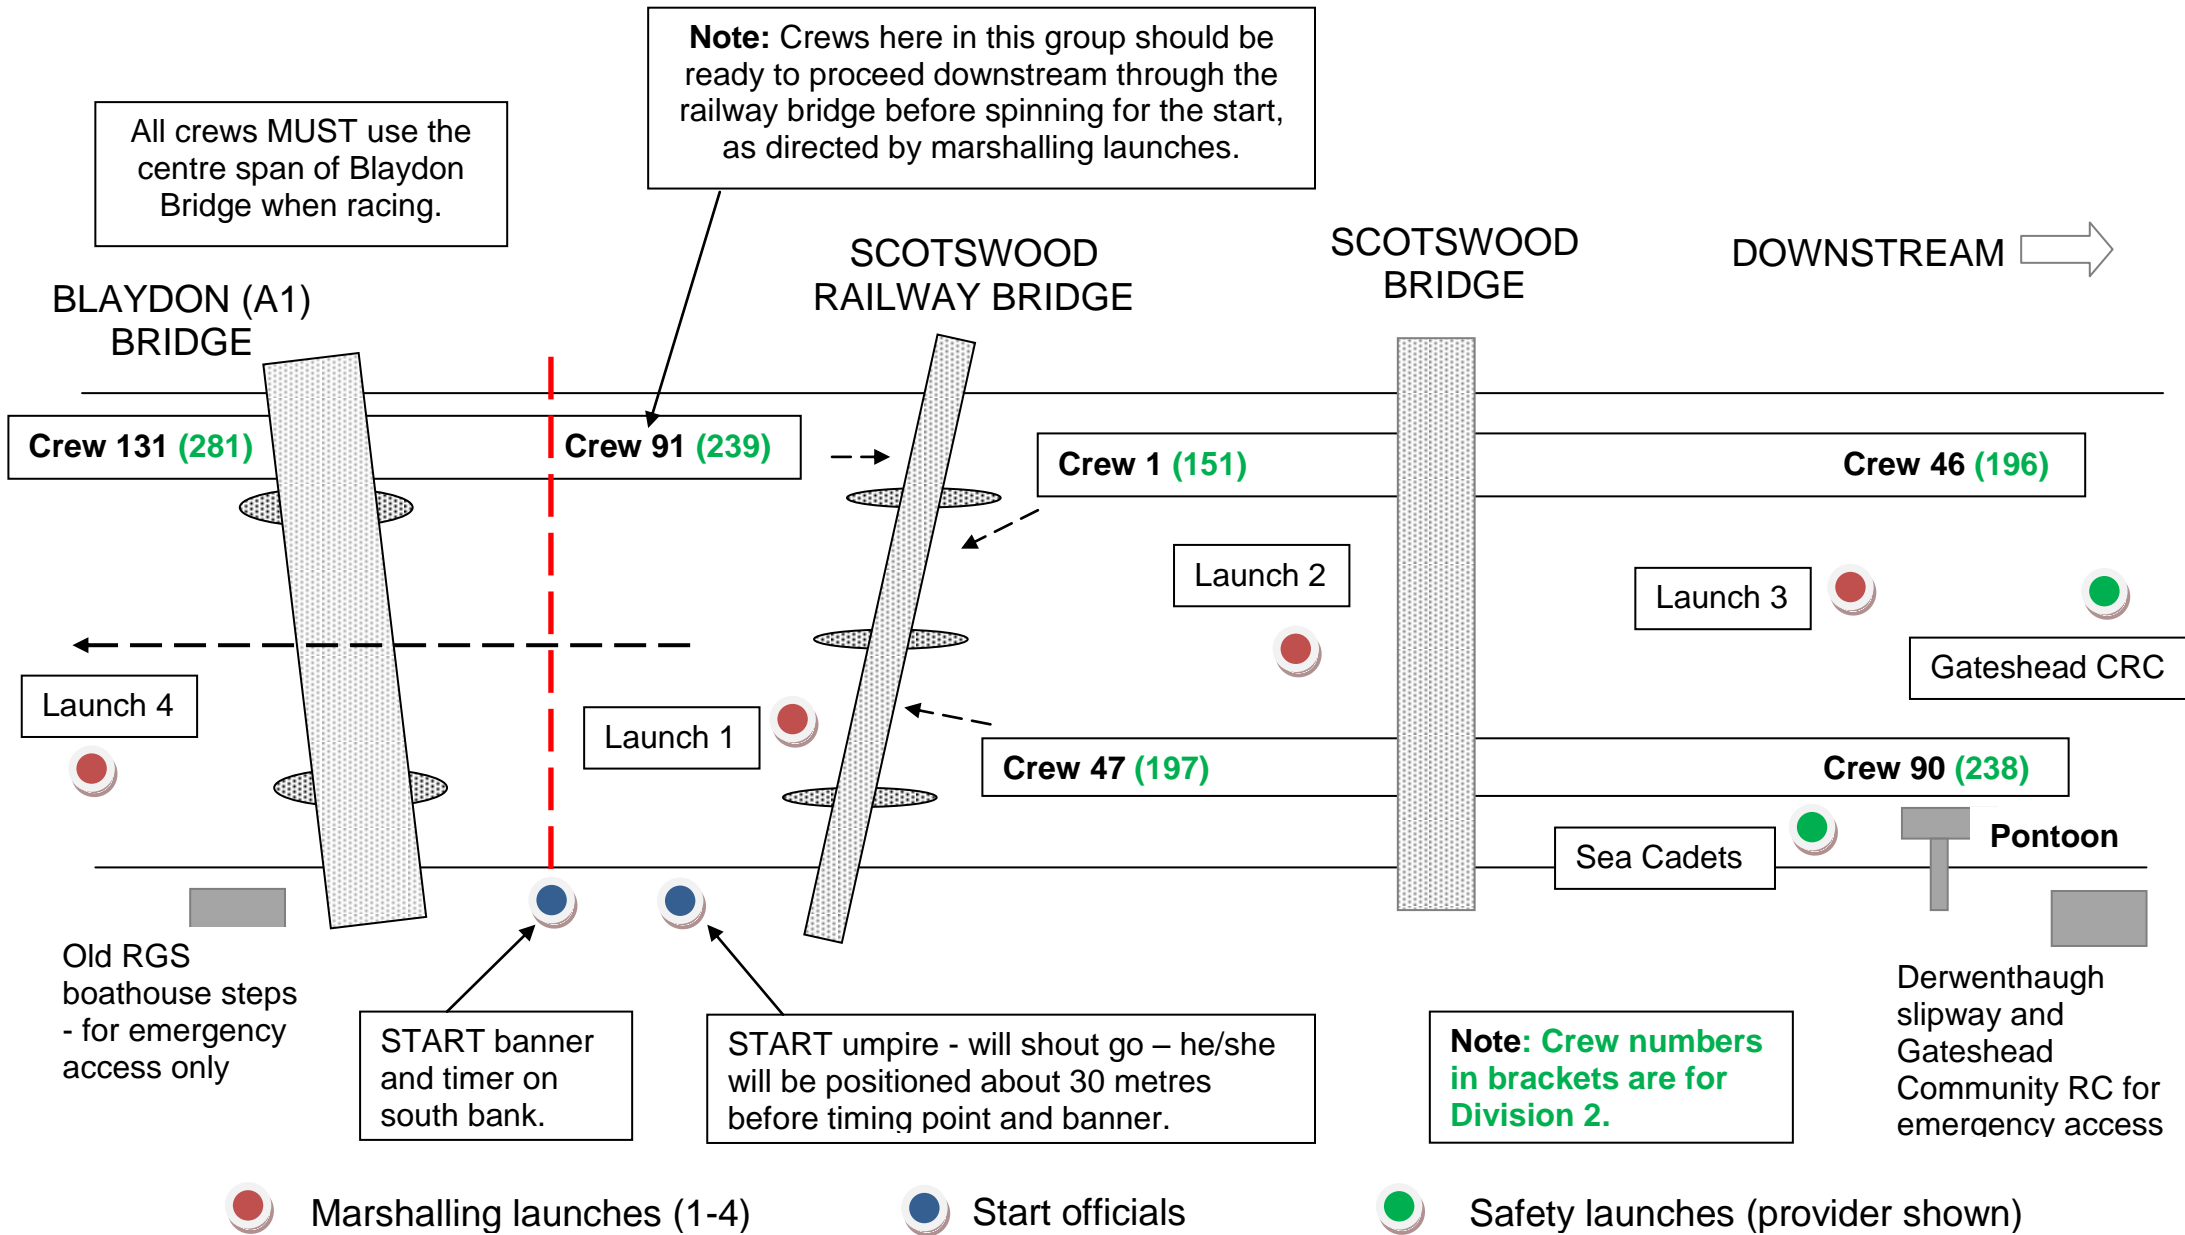 Note: Crews here in this group should be
ready to proceed downstream through the
railway bridge before spinning for the start,
as directed by marshalling launches.
All crews MUST use the
centre span of Blaydon
Bridge when racing.
BLAYDON (A1)
BRIDGE
SCOTSWOOD
RAILWAY BRIDGE
SCOTSWOOD
BRIDGE
DOWNSTREAM
Crew 131 (281)
Crew 91 (239)
Crew 1 (151)
Crew 46 (196)
Launch 2
Launch 3
Gateshead CRC
Launch 4
Launch 1
Crew 47 (197)
Crew 90 (238)
Sea Cadets
Pontoon
Old RGS
boathouse steps
- for emergency
access only
START banner
and timer on
south bank.
START umpire - will shout go – he/she
will be positioned about 30 metres
before timing point and banner.
Note: Crew numbers
in brackets are for
Division 2.
Derwenthaugh
slipway and
Gateshead
Community RC for
emergency access
Marshalling launches (1-4)
Start officials
Safety launches (provider shown)